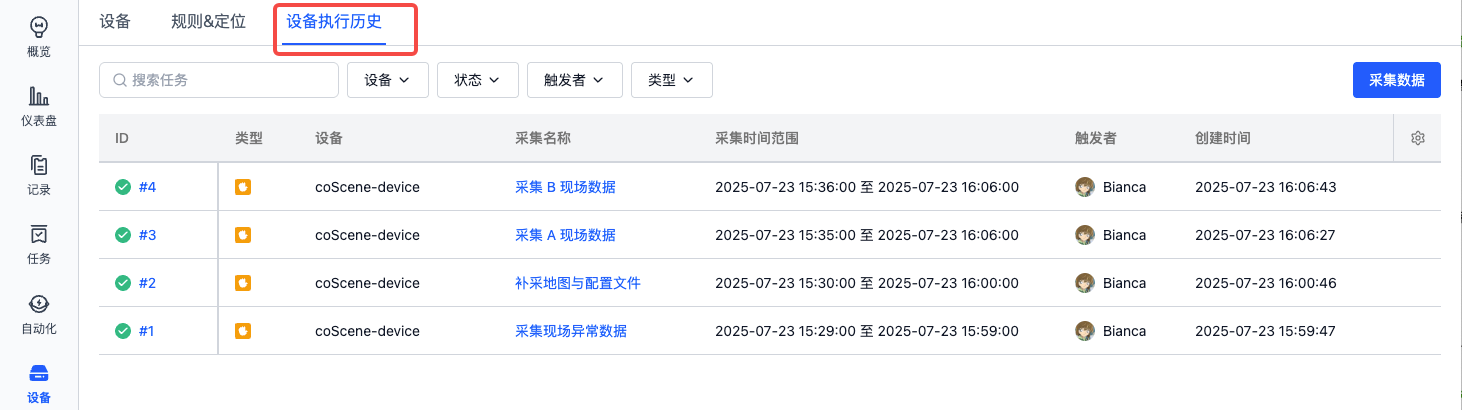 概览
仪表盘
记录
任务
自动化
设备
设备 规则&定位 设备执行历史
搜索任务 设备 状态 触发者 类型 采集数据
ID 类型 设备 采集名称 采集时间范围 触发者 创建时间
#4 coScene-device 采集 B 现场数据 2025-07-23 15:36:00 至 2025-07-23 16:06:00 Bianca 2025-07-23 16:06:43
#3 coScene-device 采集 A 现场数据 2025-07-23 15:35:00 至 2025-07-23 16:06:00 Bianca 2025-07-23 16:06:27
#2 coScene-device 补采地图与配置文件 2025-07-23 15:30:00 至 2025-07-23 16:00:00 Bianca 2025-07-23 16:00:46
#1 coScene-device 采集现场异常数据 2025-07-23 15:29:00 至 2025-07-23 15:59:00 Bianca 2025-07-23 15:59:47